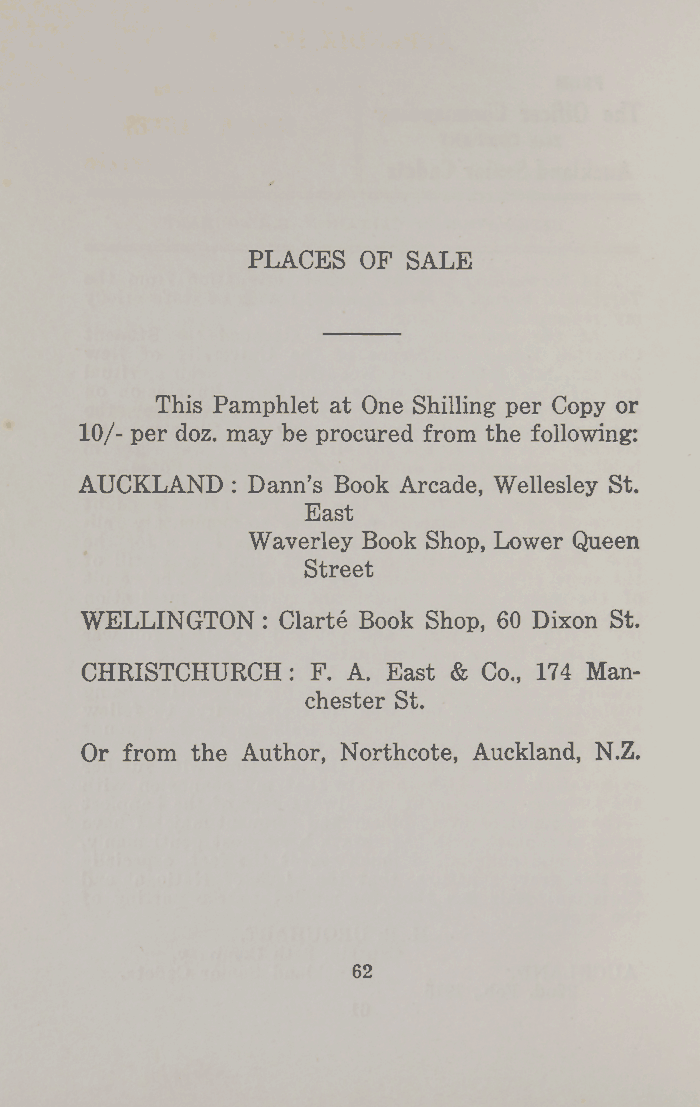 PLACES OF SALE
This Pamphlet at One Shilling per Copy or
10/- per doz. may be procured from the following:
AUCKLAND : Dann's Book Arcade, Wellesley St.
East
Waverley Book Shop, Lower Queen
Street
WELLINGTON : Clarté Book Shop, 60 Dixon St.
CHRISTCHURCH : F. A. East & Co., 174 Man-
chester St.
Or from the Author, Northcote, Auckland, N.Z.
62